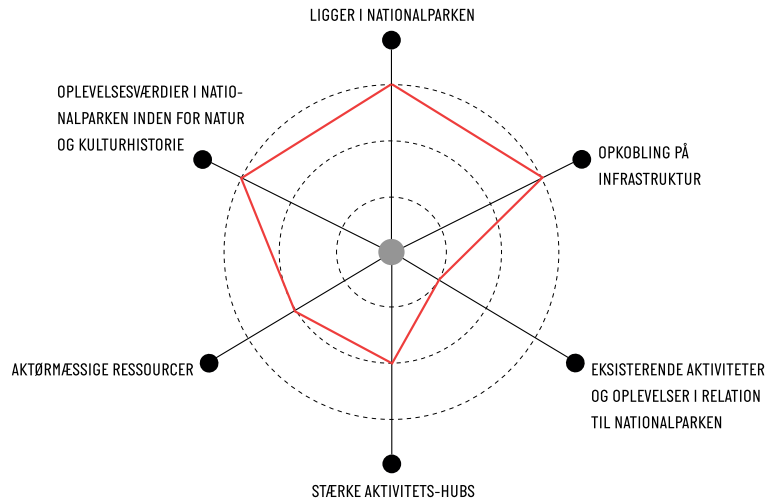 LIGGER I NATIONALPARKEN
OPLEVELSESVÆRDIER I NATIO-
NALPARKEN INDEN FOR NATUR
OG KULTURHISTORIE
OPKOBLING PÅ
INFRASTRUKTUR
AKTØRMÆSSIGE RESSOURCER
EKSISTERENDE AKTIVITETER
OG OPLEVELSER I RELATION
TIL NATIONALPARKEN
STÆRKE AKTIVITETS-HUBS